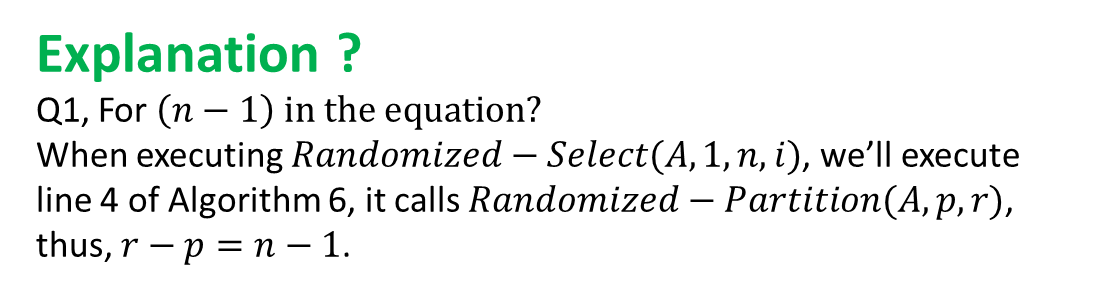 Explanation ?
Q1, For (n − 1) in the equation?
When executing Randomized − Select(A, 1, n, i), we’ll execute
line 4 of Algorithm 6, it calls Randomized − Partition(A, p, r),
thus, r − p = n − 1.